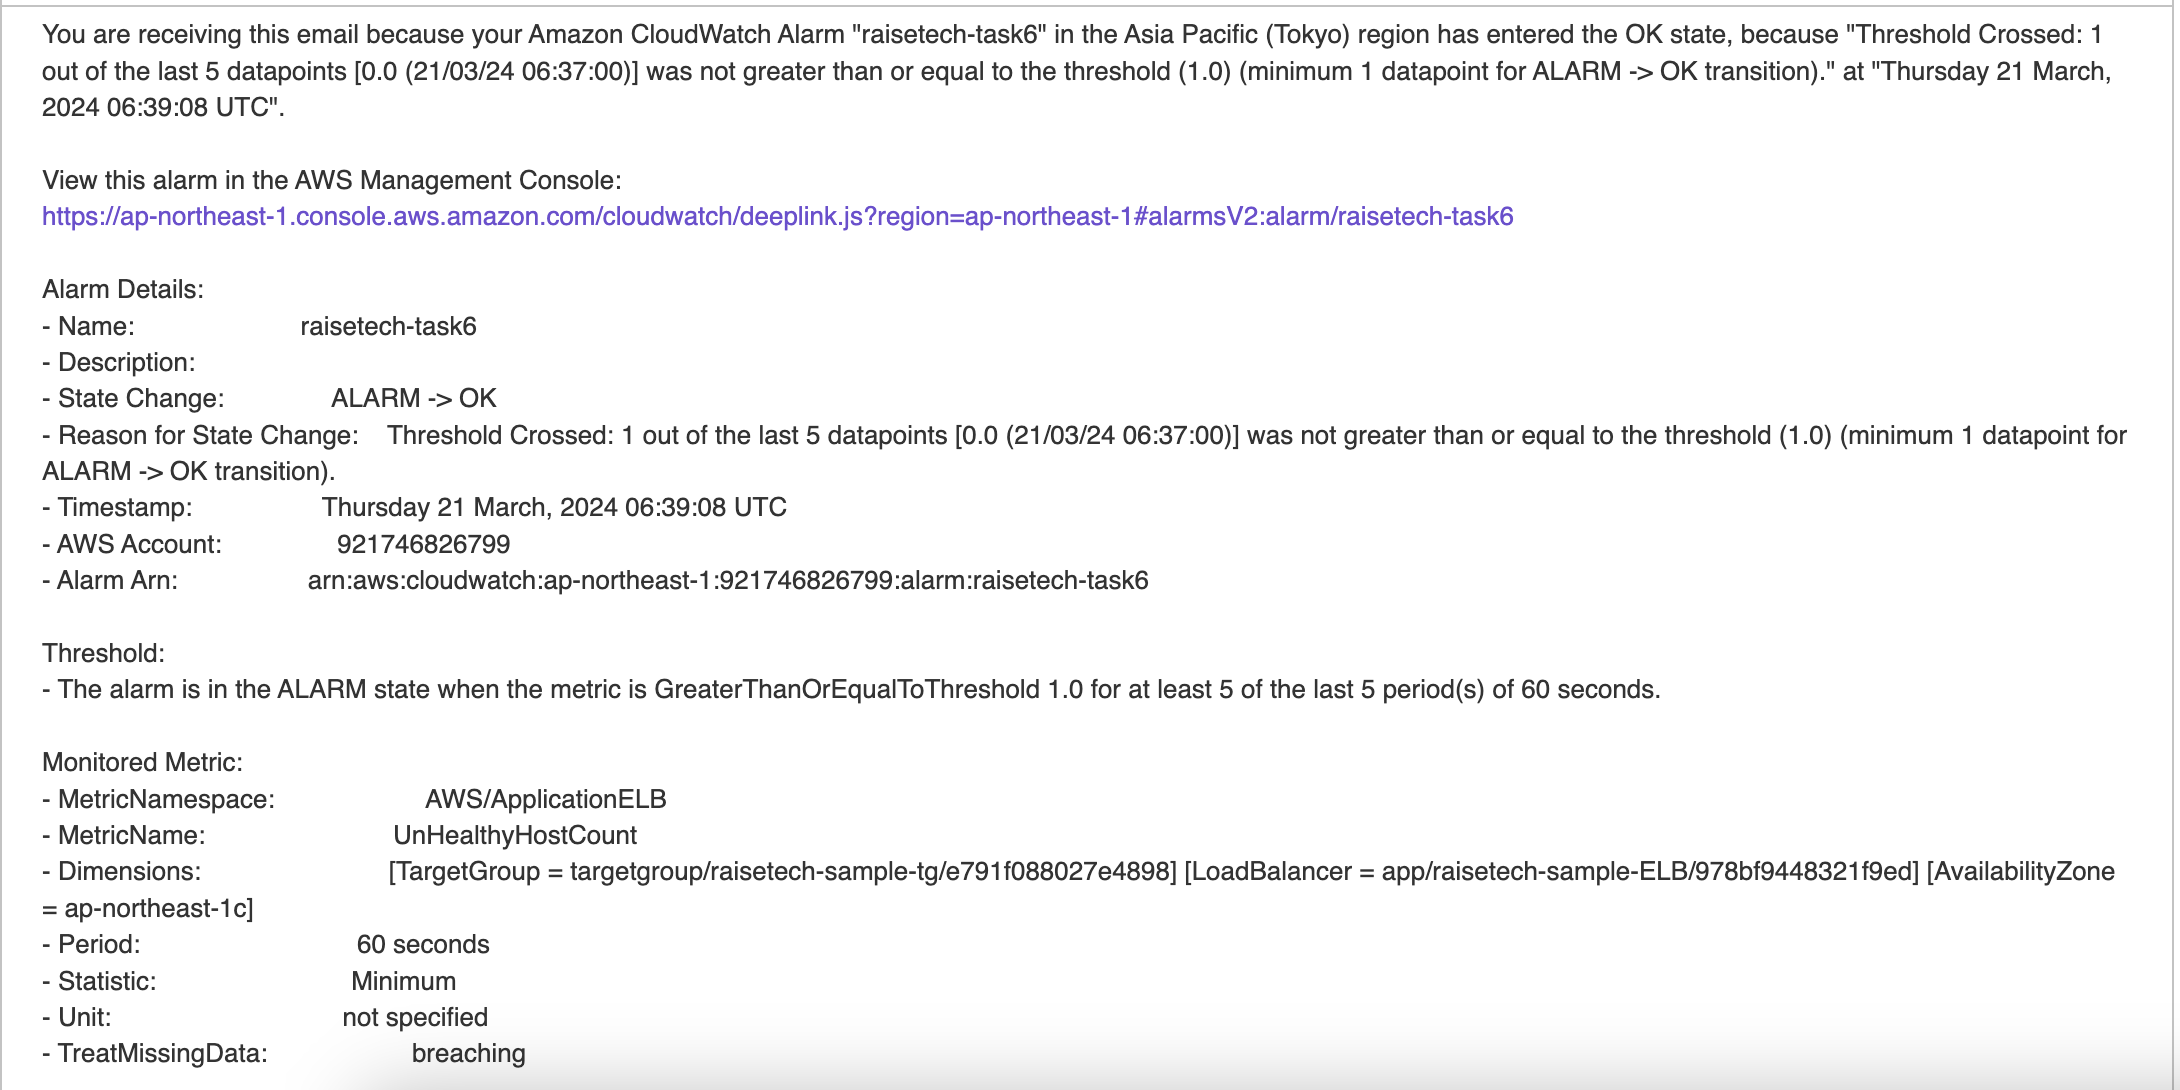 You are receiving this email because your Amazon CloudWatch Alarm "raisetech-task6" in the Asia Pacific (Tokyo) region has entered the OK state, because "Threshold Crossed: 1
out of the last 5 datapoints [0.0 (21/03/24 06:37:00)] was not greater than or equal to the threshold (1.0) (minimum 1 datapoint for ALARM -> OK transition)." at "Thursday 21 March,
2024 06:39:08 UTC".
View this alarm in the AWS Management Console:
https://ap-northeast-1.console.aws.amazon.com/cloudwatch/deeplink.js?region=ap-northeast-1#alarmsV2:alarm/raisetech-task6
Alarm Details:
- Name: raisetech-task6
- Description:
- State Change: ALARM -> OK
- Reason for State Change: Threshold Crossed: 1 out of the last 5 datapoints [0.0 (21/03/24 06:37:00)] was not greater than or equal to the threshold (1.0) (minimum 1 datapoint for
ALARM -> OK transition).
- Timestamp: Thursday 21 March, 2024 06:39:08 UTC
- AWS Account: 921746826799
- Alarm Arn: arn:aws:cloudwatch:ap-northeast-1:921746826799:alarm:raisetech-task6
Threshold:
- The alarm is in the ALARM state when the metric is GreaterThanOrEqualToThreshold 1.0 for at least 5 of the last 5 period(s) of 60 seconds.
Monitored Metric:
- MetricNamespace: AWS/ApplicationELB
- MetricName: UnHealthyHostCount
- Dimensions: [TargetGroup = targetgroup/raisetech-sample-tg/e791f088027e4898] [LoadBalancer = app/raisetech-sample-ELB/978bf9448321f9ed] [AvailabilityZone
= ap-northeast-1c]
- Period: 60 seconds
- Statistic: Minimum
- Unit: not specified
- TreatMissingData: breaching